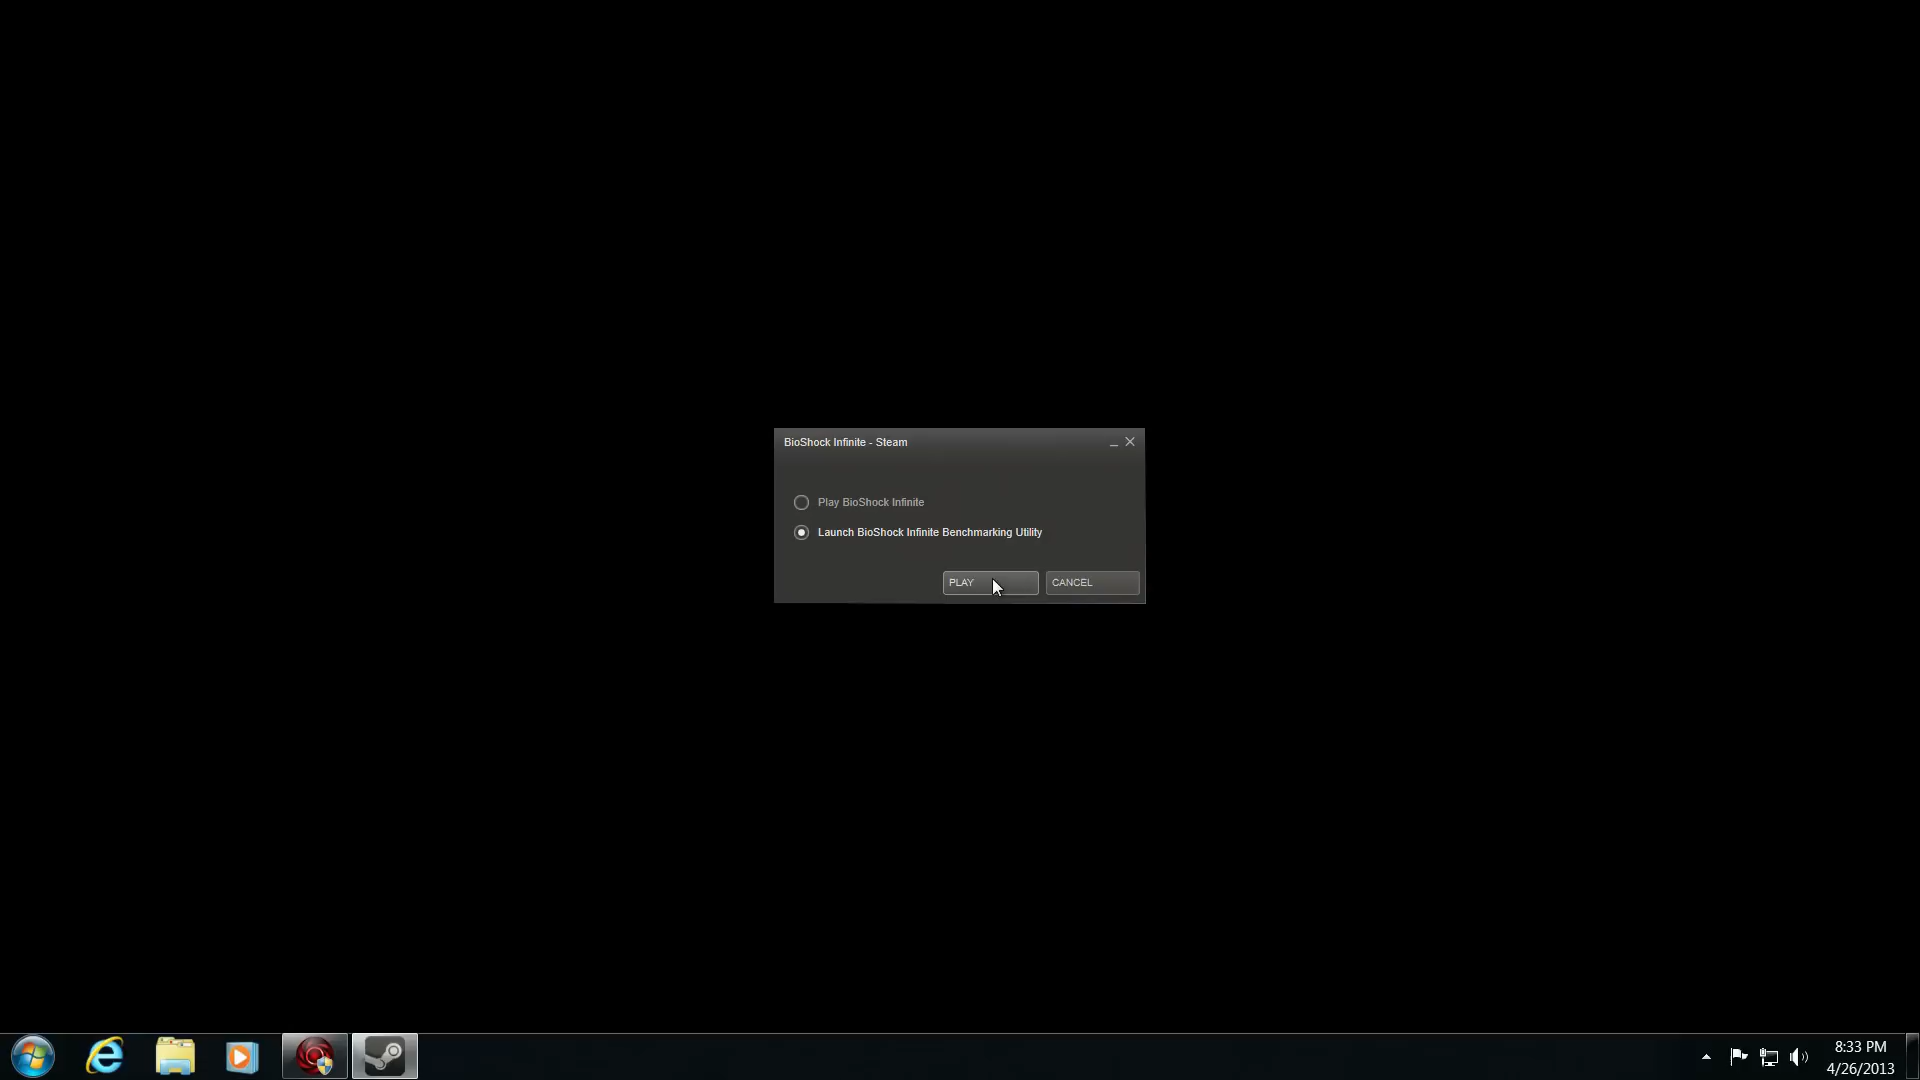 BioShock Infinite - Steam
Play BioShock Infinite
Launch BioShock Infinite Benchmarking Utility
PLAY
CANCEL
8:33 PM
4/26/2013